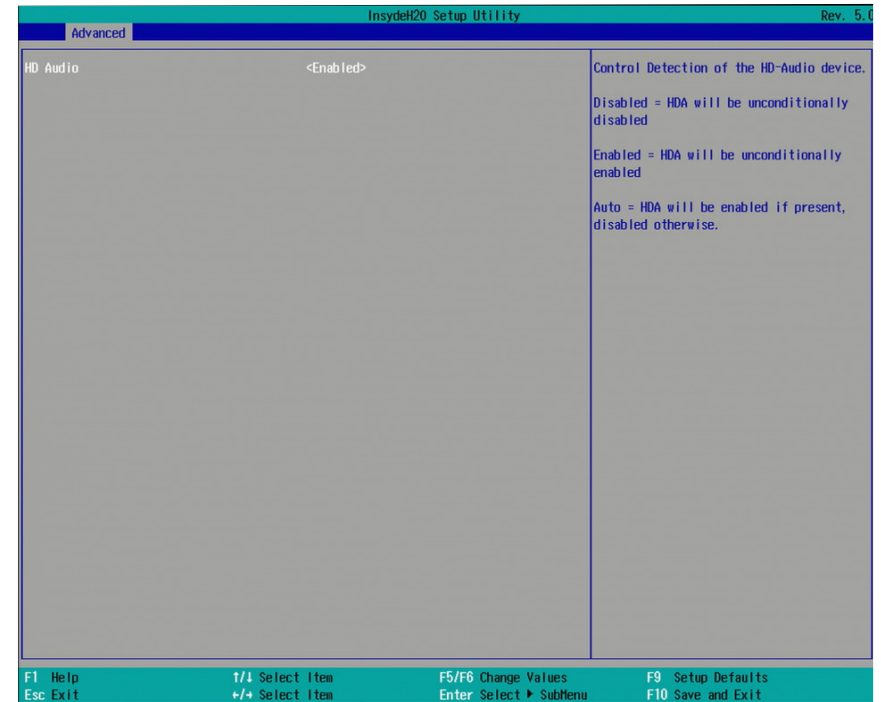 InsydeH20 Setup Utility Rev. 5.0
Advanced
HD Audio <Enabled>
Control Detection of the HD-Audio device.
Disabled = HDA will be unconditionally
disabled
Enabled = HDA will be unconditionally
enabled
Auto = HDA will be enabled if present,
disabled otherwise.
F1 Help ↑/↓ Select Item F5/F6 Change Values F9 Setup Defaults
Esc Exit ←/→ Select Item Enter Select ▶ SubMenu F10 Save and Exit